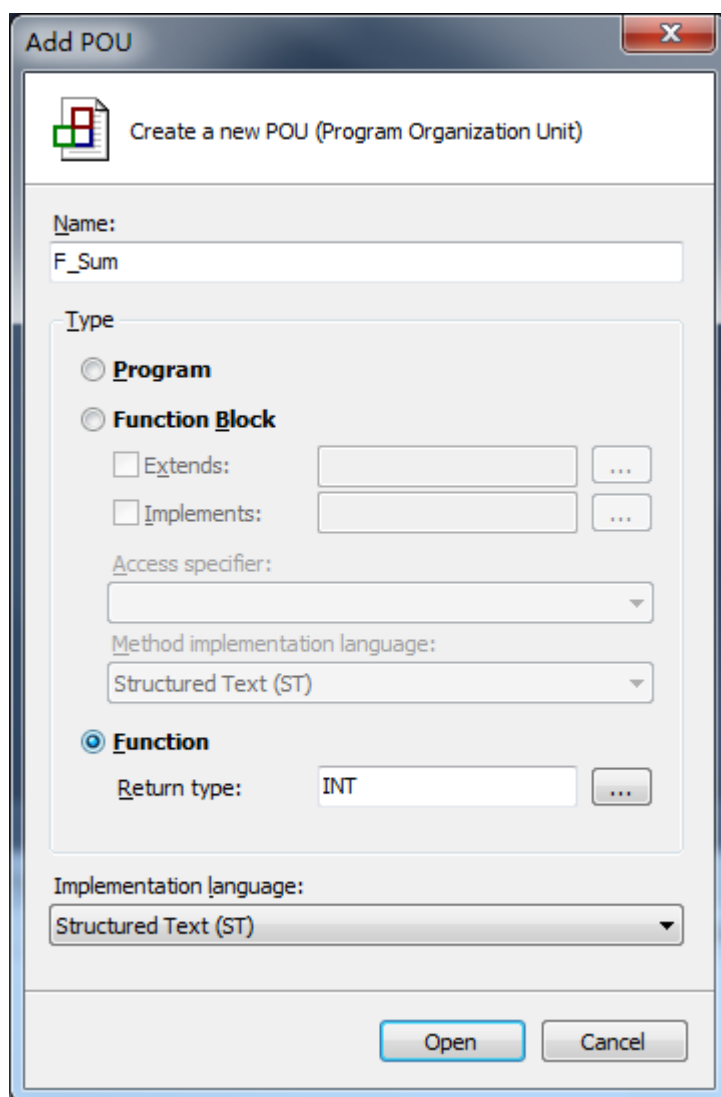 Add POU
Create a new POU (Program Organization Unit)
Name:
F_Sum
Type
Program
Function Block
Extends:
...
Implements:
...
Access specifier:
Method implementation language:
Structured Text (ST)
Function
Return type:
INT
...
Implementation language:
Structured Text (ST)
Open
Cancel